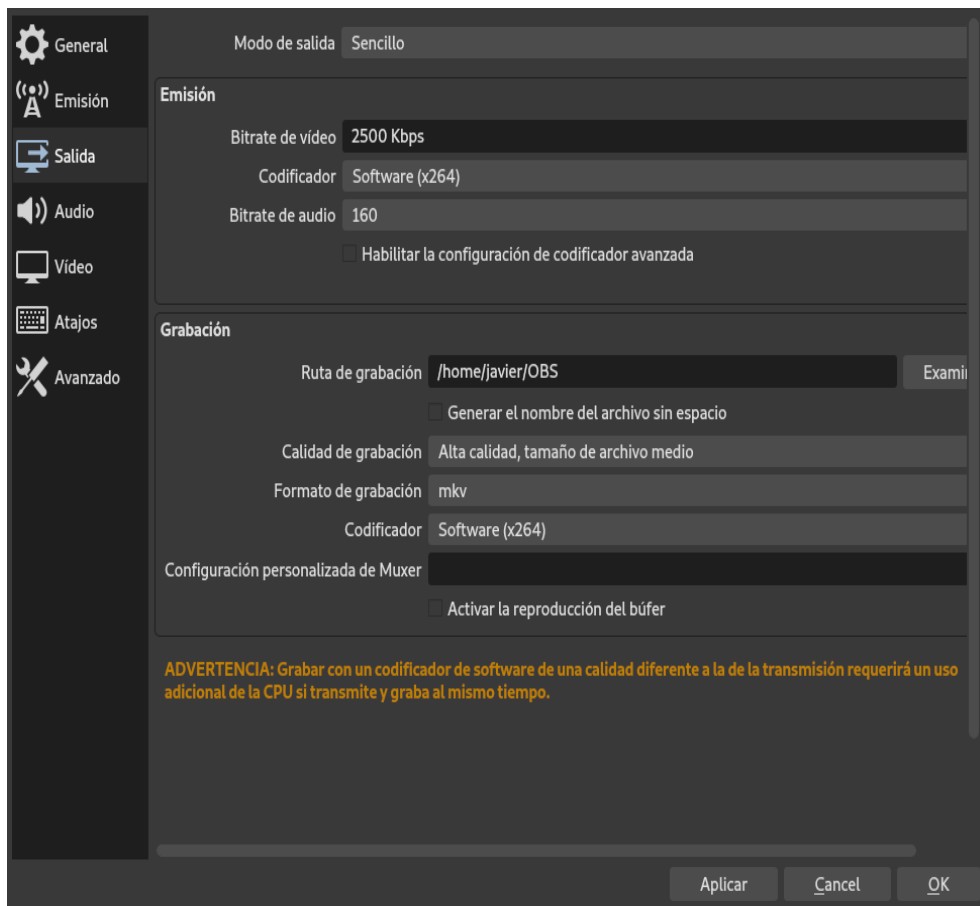 General
Emisión
Salida
Audio
Vídeo
Atajos
Avanzado
Modo de salida Sencillo
Emisión
Bitrate de vídeo 2500 Kbps
Codificador Software (x264)
Bitrate de audio 160
Habilitar la configuración de codificador avanzada
Grabación
Ruta de grabación /home/javier/OBS Examin
Generar el nombre del archivo sin espacio
Calidad de grabación Alta calidad, tamaño de archivo medio
Formato de grabación mkv
Codificador Software (x264)
Configuración personalizada de Muxer
Activar la reproducción del búfer
ADVERTENCIA: Grabar con un codificador de software de una calidad diferente a la de la transmisión requerirá un uso
adicional de la CPU si transmite y graba al mismo tiempo.
Aplicar Cancel OK